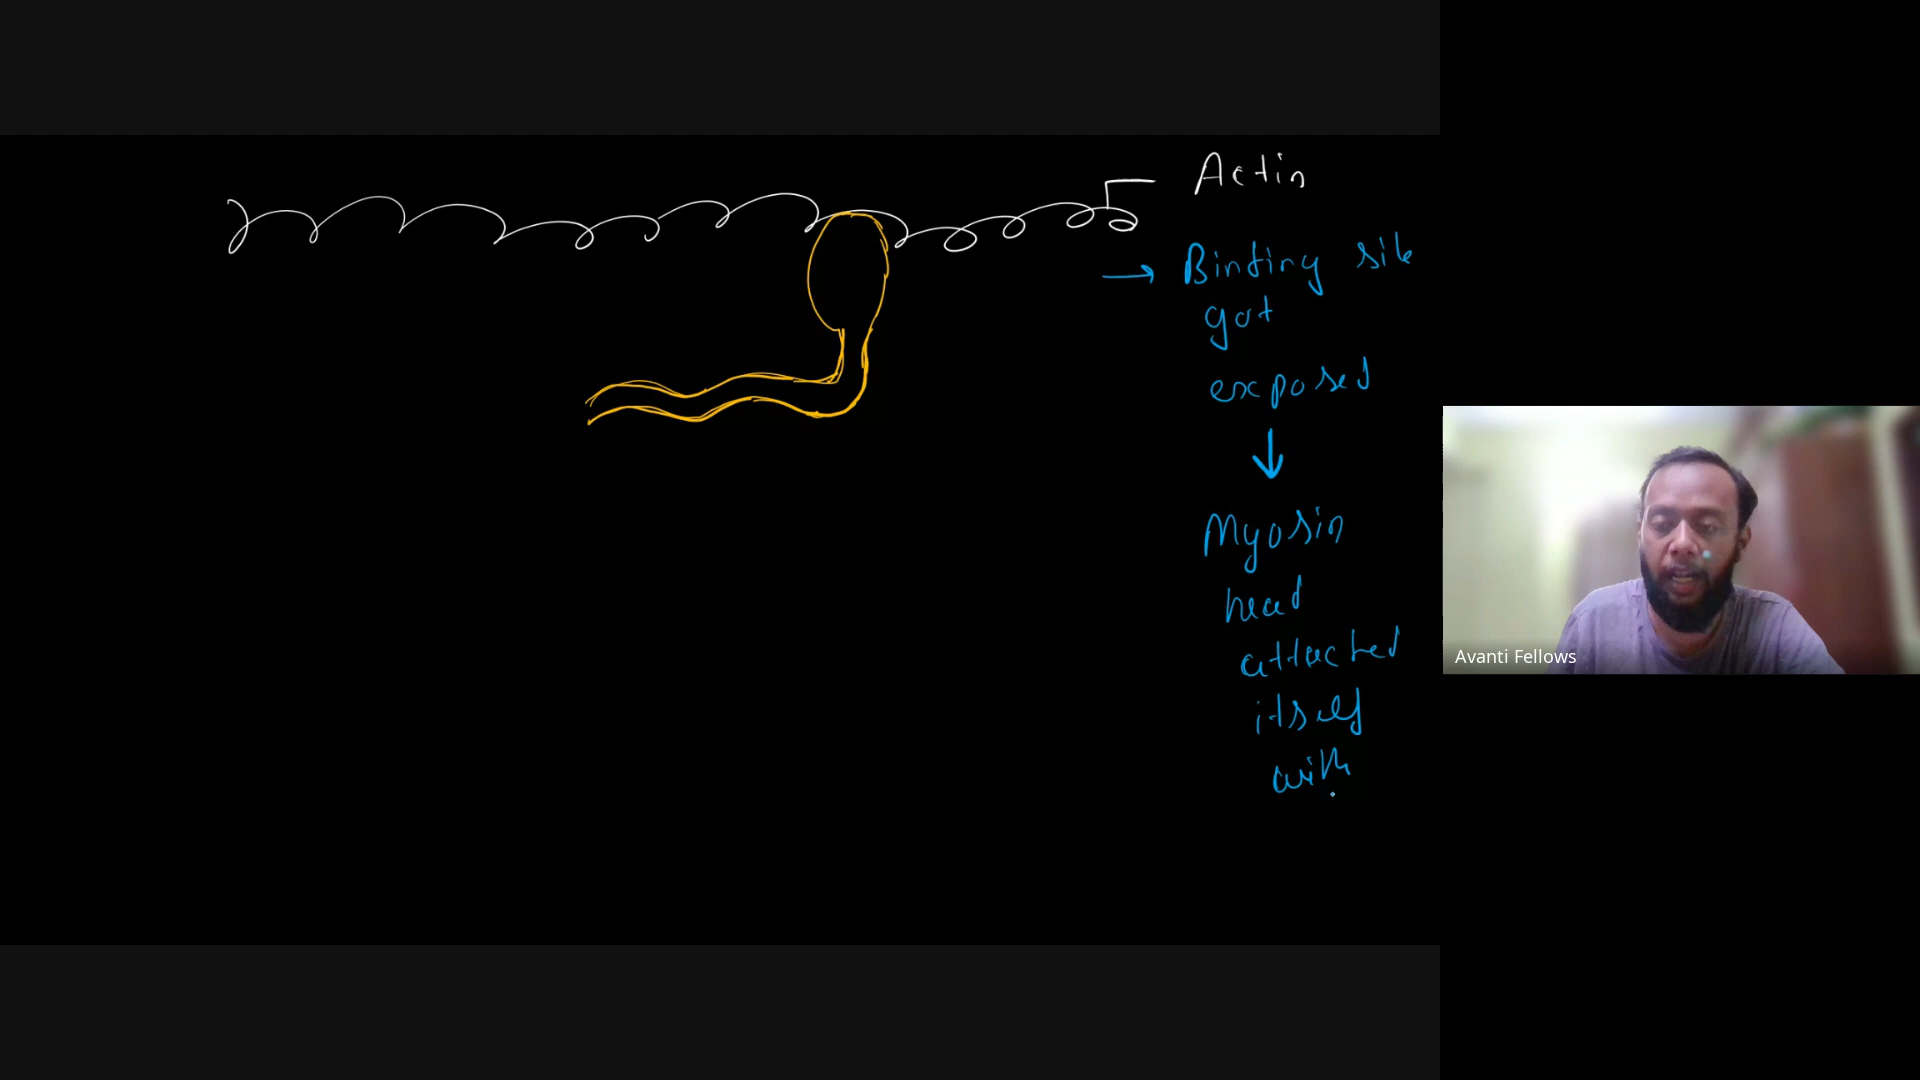 Actin
→ Binding site
got
exposed
↓
Myosin
head
attached
itself
with
Avanti Fellows